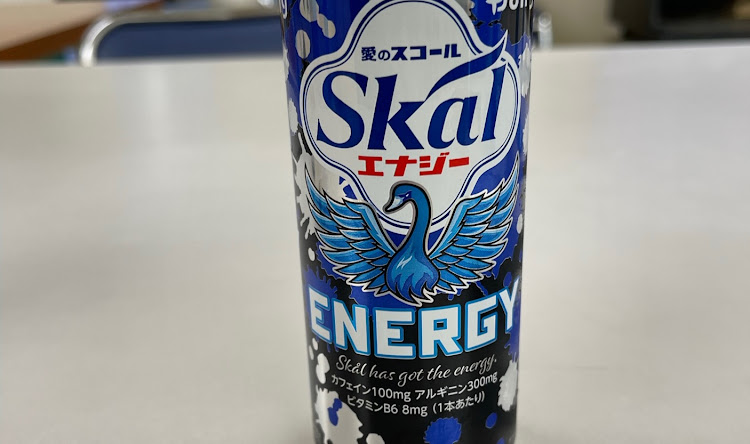 愛のスコール
Skål
エナジー
ENERGY
Skål has got the energy.
カフェイン100mg アルギニン300mg
ビタミンB6 8mg（1本あたり）